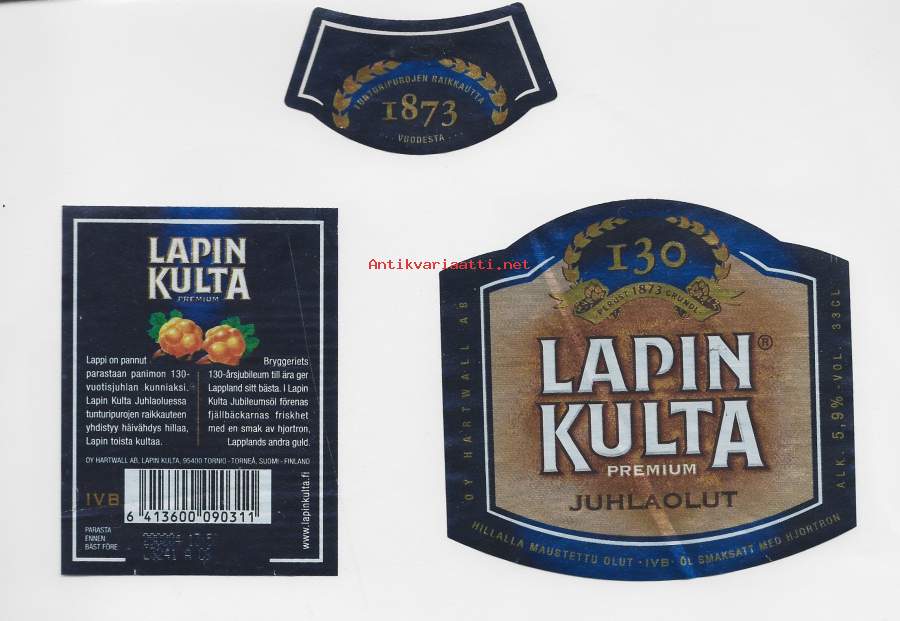 TUNTURIPUROJEN RAIKKAUTTA
1873
VUODESTA
Antikvariaatti.net
LAPIN
KULTA
PREMIUM
Lappi on pannut
parastaan panimon 130-
vuotisjuhlan kunniaksi.
Lapin Kulta Juhlaoluessa
tunturipurojen raikkauteen
yhdistyy häivähdys hillaa,
Lapin toista kultaa.
Bryggeriets
130-årsjubileum till ära ger
Lappland sitt bästa. I Lapin
Kulta Jubileumsöl förenas
fjällbäckarnas friskhet
med en smak av hjortron,
Lapplands andra guld.
OY HARTWALL AB, LAPIN KULTA, 95400 TORNIO - TORNEÅ, SUOMI - FINLAND
IVB
6 413600 090311
www.lapinkulta.fi
PARASTA
ENNEN
BÄST FÖRE
130
PERUST. 1873 GRUNDL.
OY HARTWALL AB
LAPIN®
KULTA
PREMIUM
JUHLAOLUT
ALK. 5,9% VOL. 33CL
HILLALLA MAUSTETTU OLUT · IVB · ÖL SMAKSATT MED HJORTRON